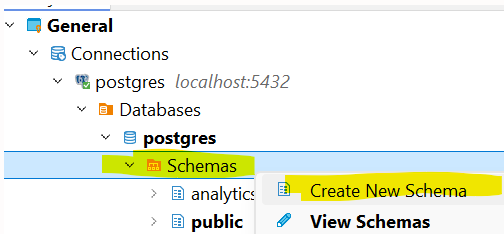 General
Connections
postgres localhost:5432
Databases
postgres
Schemas
analytics
Create New Schema
public
View Schemas